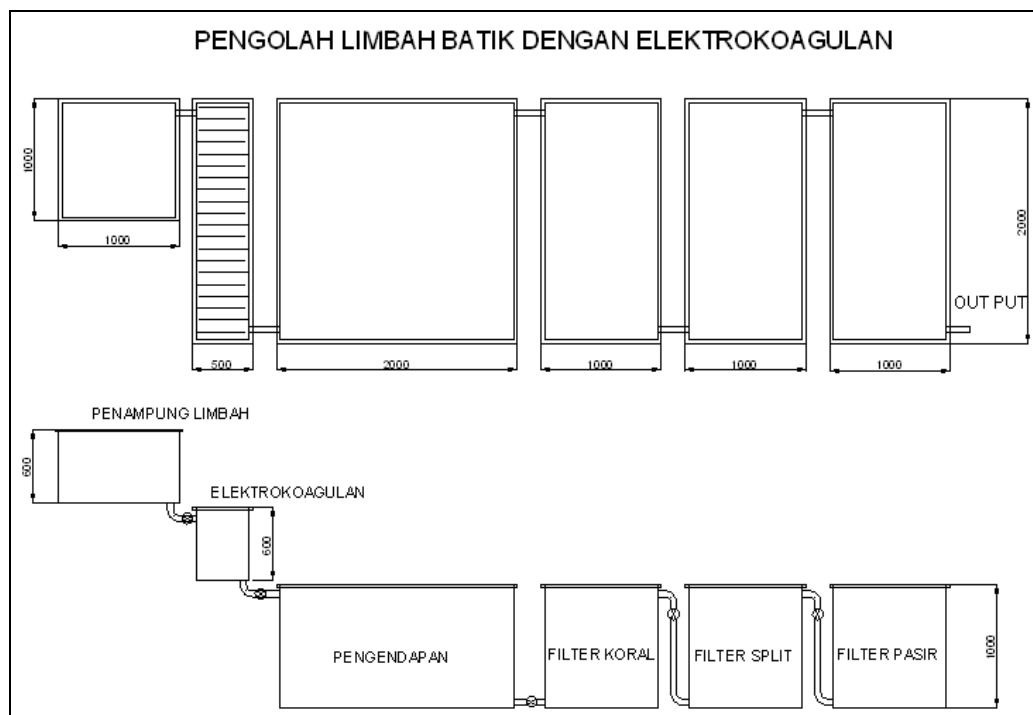 PENGOLAH LIMBAH BATIK DENGAN ELEKTROKOAGULAN
1000
1000
2000
OUT PUT
500
2000
1000
1000
1000
PENAMPUNG LIMBAH
600
ELEKTROKOAGULAN
600
PENGENDAPAN
FILTER KORAL
FILTER SPLIT
FILTER PASIR
1000